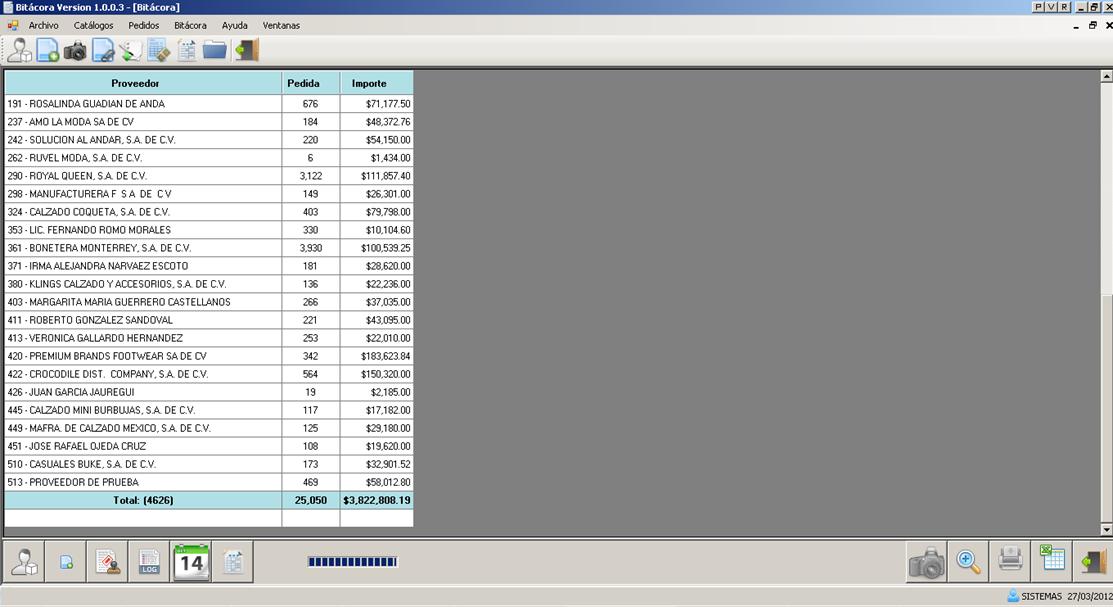 Bitácora Version 1.0.0.3 - [Bitácora]
P V R
Archivo Catálogos Pedidos Bitácora Ayuda Ventanas
Proveedor Pedida Importe
191 - ROSALINDA GUADIAN DE ANDA 676 $71,177.50
237 - AMO LA MODA SA DE CV 184 $48,372.76
242 - SOLUCION AL ANDAR, S.A. DE C.V. 220 $54,150.00
262 - RUVEL MODA, S.A. DE C.V. 6 $1,434.00
290 - ROYAL QUEEN, S.A. DE C.V. 3,122 $111,857.40
298 - MANUFACTURERA F S A DE C V 149 $26,301.00
324 - CALZADO COQUETA, S.A. DE C.V. 403 $79,798.00
353 - LIC. FERNANDO ROMO MORALES 330 $10,104.60
361 - BONETERA MONTERREY, S.A. DE C.V. 3,930 $100,539.25
371 - IRMA ALEJANDRA NARVAEZ ESCOTO 181 $28,620.00
380 - KLINGS CALZADO Y ACCESORIOS, S.A. DE C.V. 136 $22,236.00
403 - MARGARITA MARIA GUERRERO CASTELLANOS 266 $37,035.00
411 - ROBERTO GONZALEZ SANDOVAL 221 $43,095.00
413 - VERONICA GALLARDO HERNANDEZ 253 $22,010.00
420 - PREMIUM BRANDS FOOTWEAR SA DE CV 342 $183,623.84
422 - CROCODILE DIST. COMPANY, S.A. DE C.V. 564 $150,320.00
426 - JUAN GARCIA JAUREGUI 19 $2,185.00
445 - CALZADO MINI BURBUJAS, S.A. DE C.V. 117 $17,182.00
449 - MAFRA. DE CALZADO MEXICO, S.A. DE C.V. 125 $29,180.00
451 - JOSE RAFAEL OJEDA CRUZ 108 $19,620.00
510 - CASUALES BUKE, S.A. DE C.V. 173 $32,901.52
513 - PROVEEDOR DE PRUEBA 469 $58,012.80
Total: (4626) 25,050 $3,822,808.19
LOG
14
SISTEMAS 27/03/2012